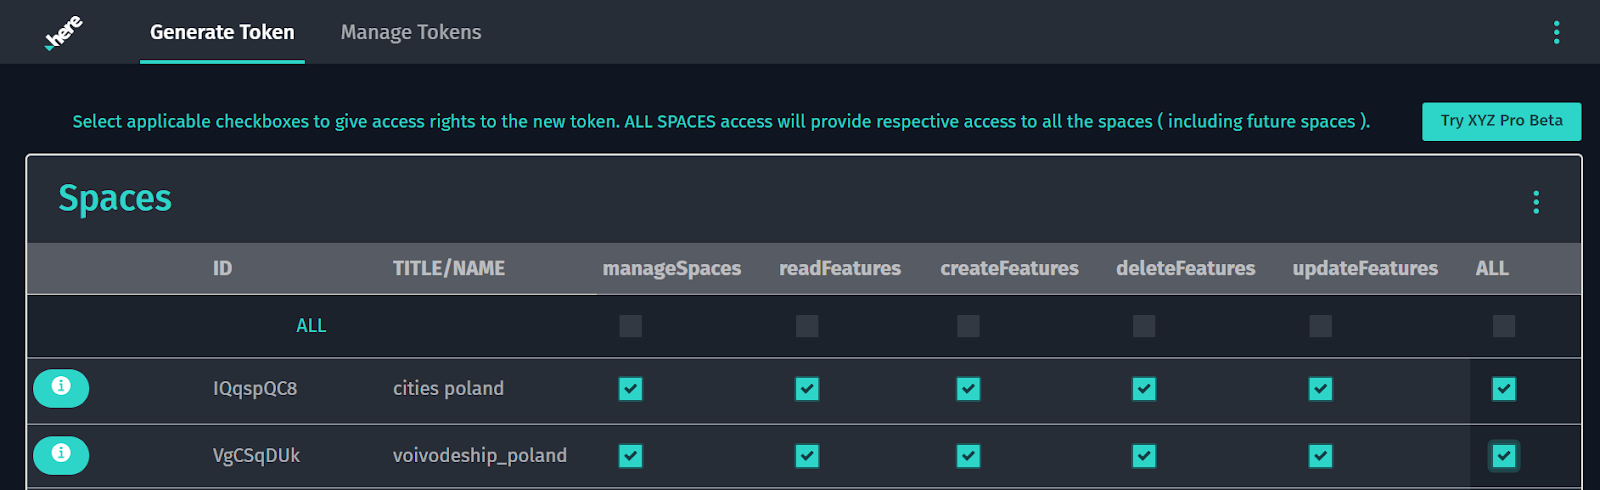 here
Generate Token
Manage Tokens
Select applicable checkboxes to give access rights to the new token. ALL SPACES access will provide respective access to all the spaces ( including future spaces ).
Try XYZ Pro Beta
Spaces
ID TITLE/NAME manageSpaces readFeatures createFeatures deleteFeatures updateFeatures ALL
ALL
IQqspQC8 cities poland
VgCSqDUk voivodeship_poland